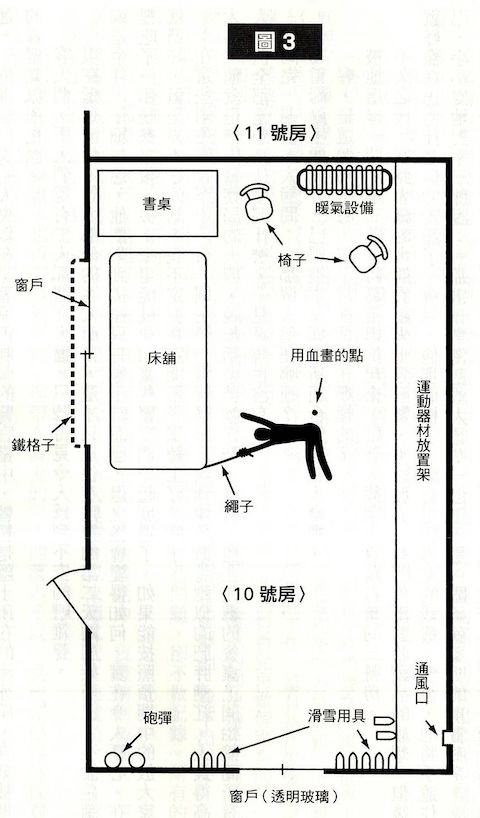 圖 3
〈11 號房〉
書桌
暖氣設備
椅子
窗戶
床舖
用血畫的點
運動器材放置架
鐵格子
繩子
〈10 號房〉
通風口
砲彈
滑雪用具
窗戶(透明玻璃)